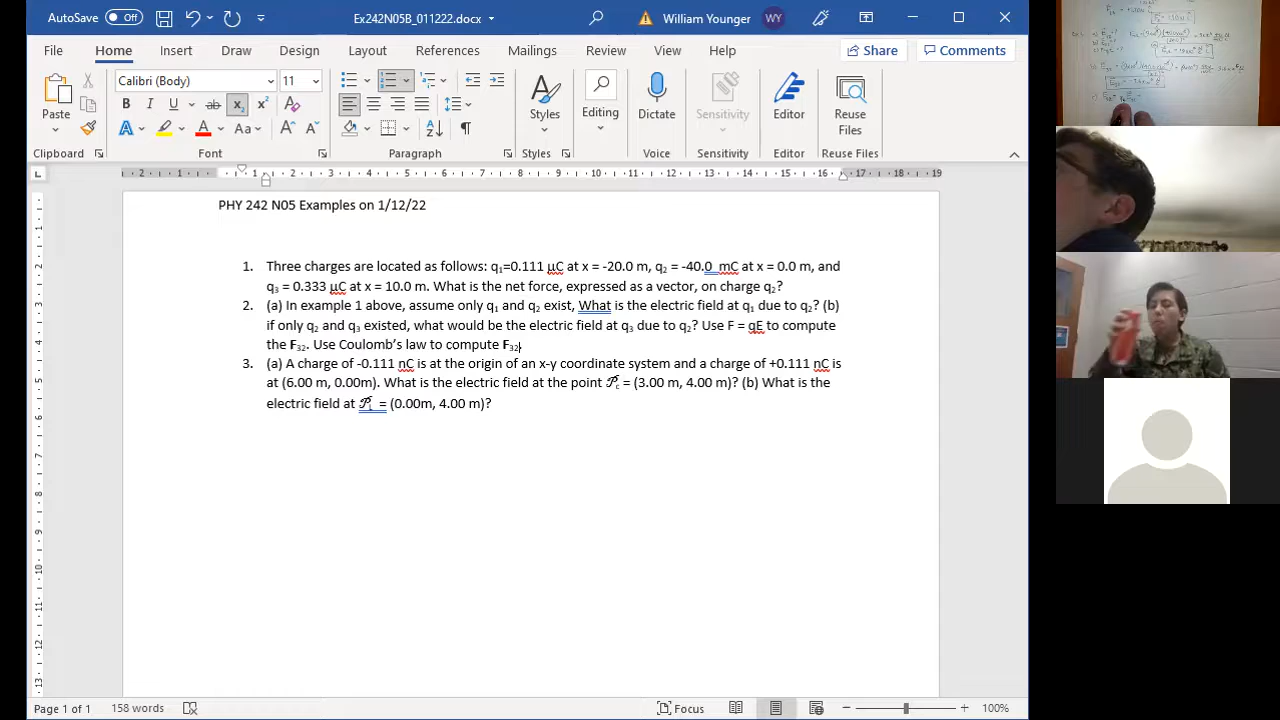 AutoSave Off Ex242N05B_011222.docx William Younger WY
File Home Insert Draw Design Layout References Mailings Review View Help Share Comments
Calibri (Body) 11
Paste Styles Editing Dictate Sensitivity Editor Reuse Files
Clipboard Font Paragraph Styles Voice Sensitivity Editor Reuse Files
PHY 242 N05 Examples on 1/12/22
1. Three charges are located as follows: q₁=0.111 µC at x = -20.0 m, q₂ = -40.0 mC at x = 0.0 m, and
q₃ = 0.333 µC at x = 10.0 m. What is the net force, expressed as a vector, on charge q₂?
2. (a) In example 1 above, assume only q₁ and q₂ exist, What is the electric field at q₁ due to q₂? (b)
if only q₂ and q₃ existed, what would be the electric field at q₃ due to q₂? Use F = qE to compute
the F₃₂. Use Coulomb's law to compute F₃₂
3. (a) A charge of -0.111 nC is at the origin of an x-y coordinate system and a charge of +0.111 nC is
at (6.00 m, 0.00m). What is the electric field at the point 𝒫c = (3.00 m, 4.00 m)? (b) What is the
electric field at 𝒫L = (0.00m, 4.00 m)?
Page 1 of 1 158 words Focus 100%